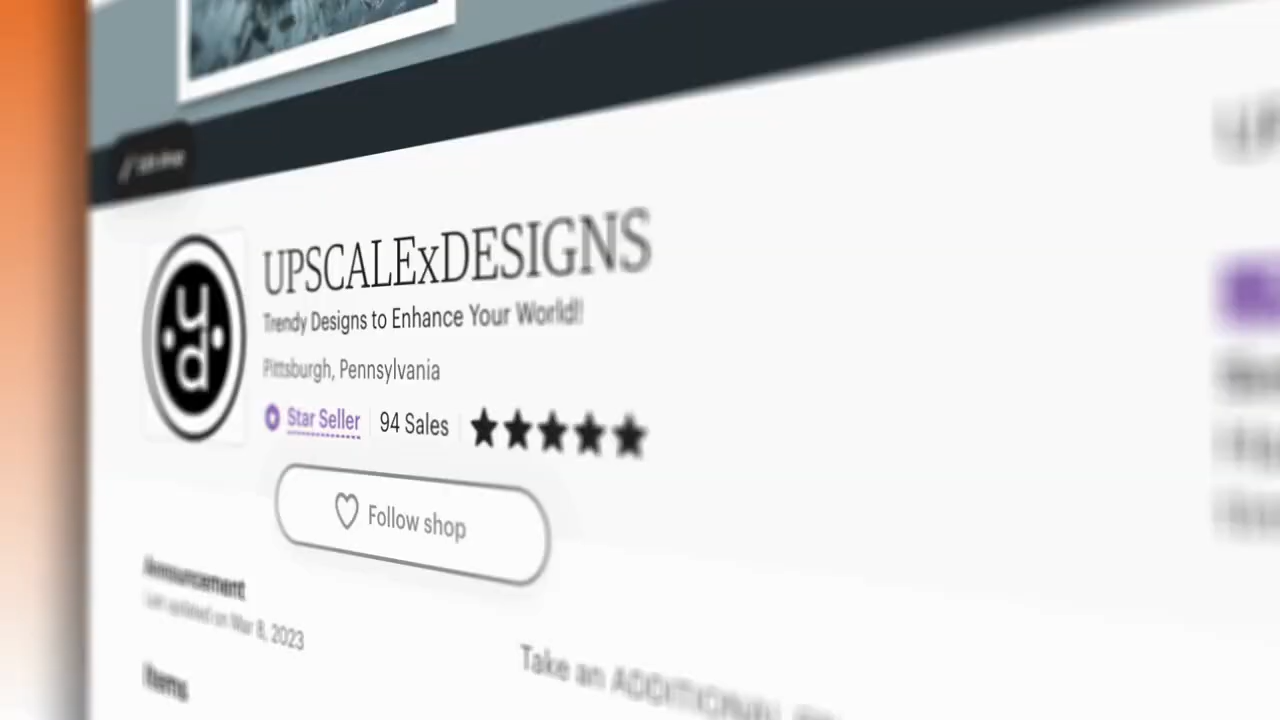 u
d
UPSCALExDESIGNS
Trendy Designs to Enhance Your World!!
Pittsburgh, Pennsylvania
Star Seller 94 Sales
Follow shop
Announcement
Last updated on Mar 8, 2023
Take an ADDITIONAL
Items